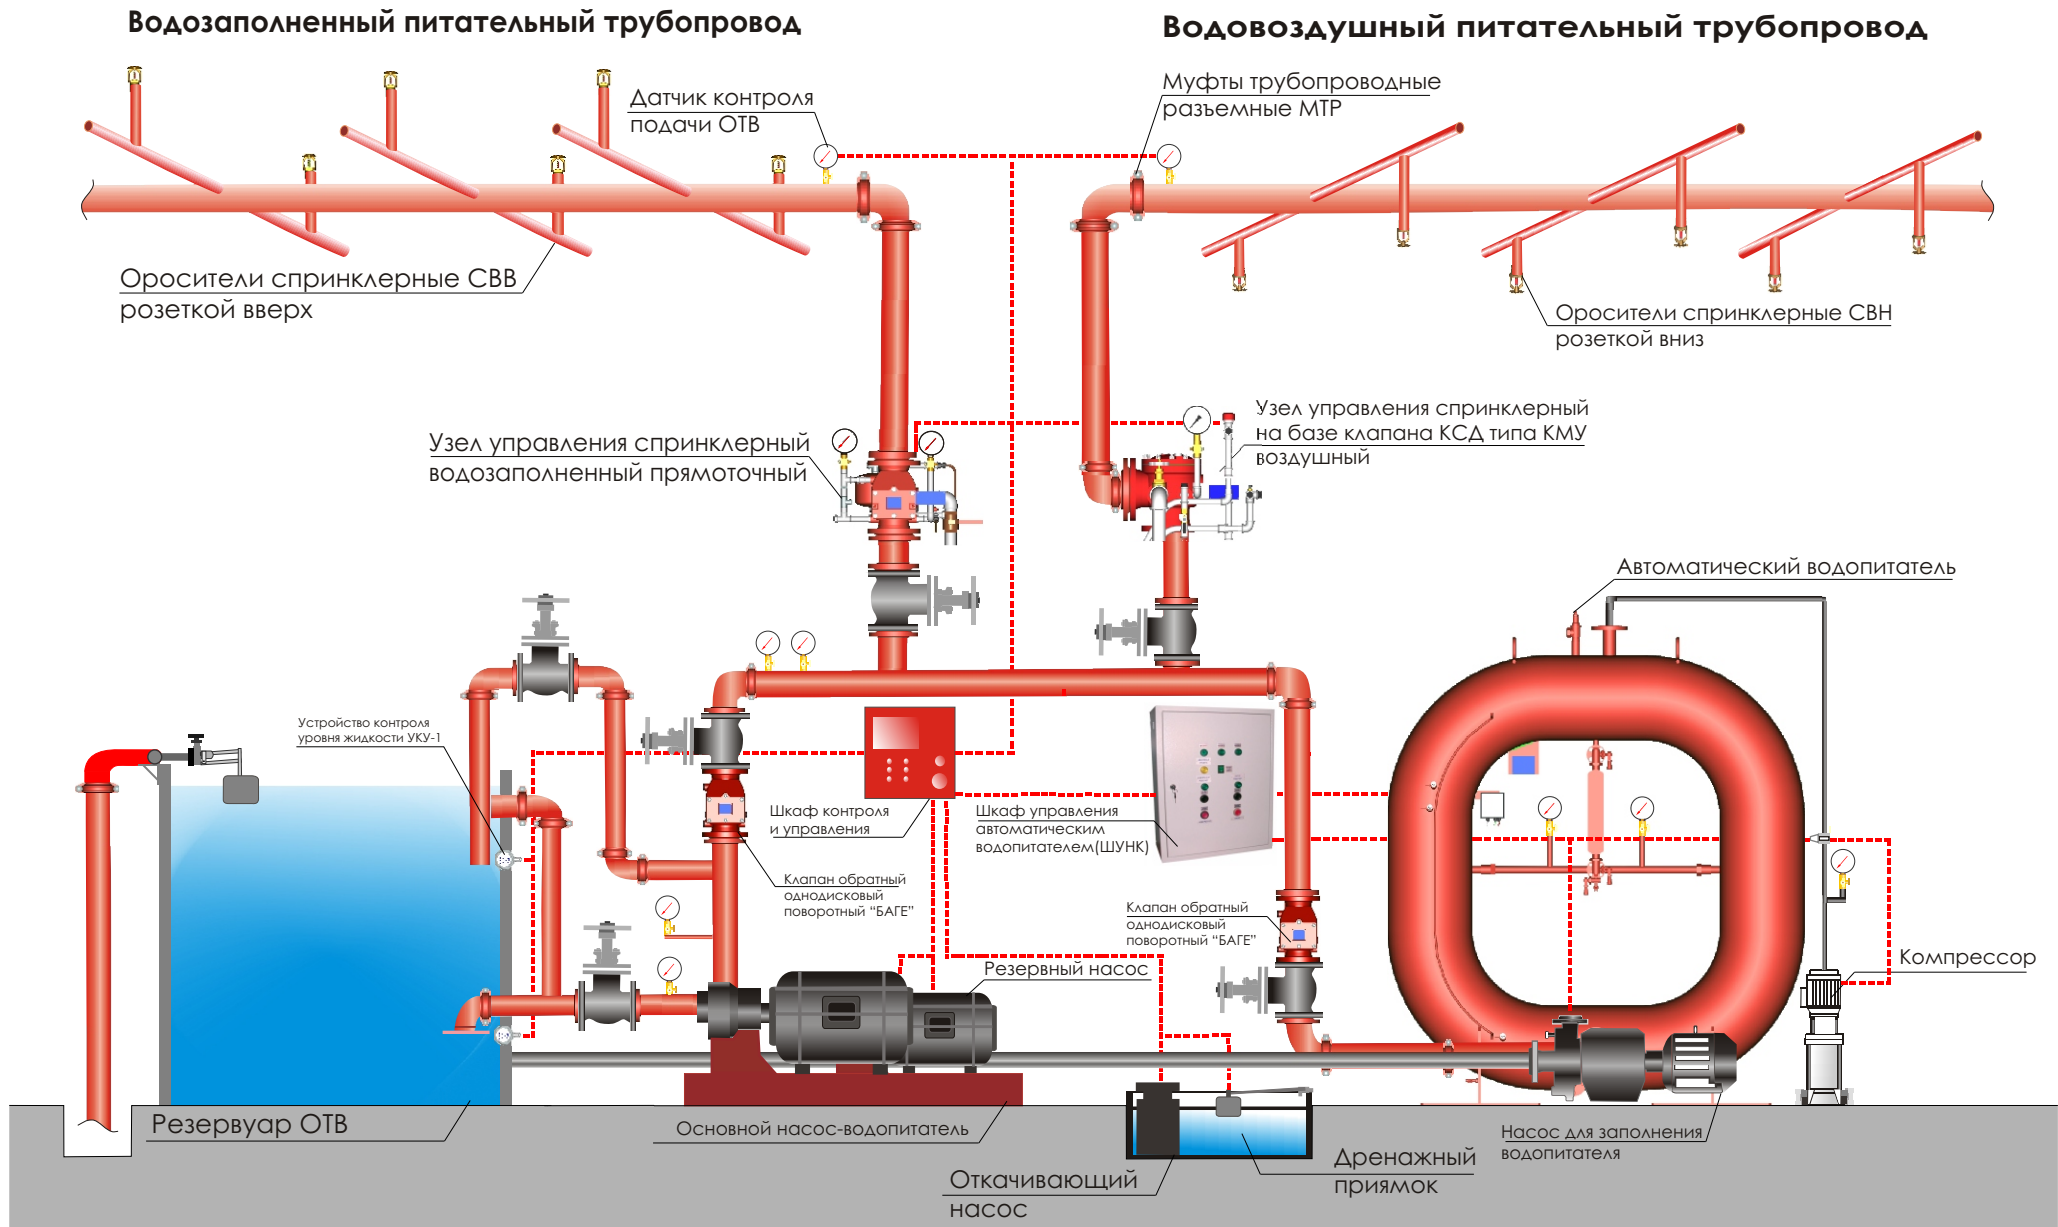 Водозаполненный питательный трубопровод
Водовоздушный питательный трубопровод
Датчик контроля
подачи ОТВ
Муфты трубопроводные
разъемные МТР
Оросители спринклерные СВВ
розеткой вверх
Оросители спринклерные СВН
розеткой вниз
Узел управления спринклерный
водозаполненный прямоточный
Узел управления спринклерный
на базе клапана КСД типа КМУ
воздушный
Автоматический водопитатель
Устройство контроля
уровня жидкости УКУ-1
Шкаф контроля
и управления
Шкаф управления
автоматическим
водопитателем(ШУНК)
Клапан обратный
однодисковый
поворотный “БАГЕ”
Клапан обратный
однодисковый
поворотный “БАГЕ”
Резервный насос
Компрессор
Резервуар ОТВ
Основной насос-водопитатель
Насос для заполнения
водопитателя
Откачивающий
насос
Дренажный
приямок